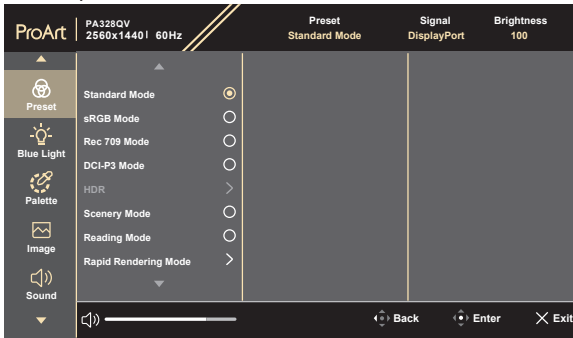 ProArt
PA328QV
2560x1440| 60Hz
Preset
Standard Mode
Signal
DisplayPort
Brightness
100
Preset
Blue Light
Palette
Image
Sound
Standard Mode
sRGB Mode
Rec 709 Mode
DCI-P3 Mode
HDR
Scenery Mode
Reading Mode
Rapid Rendering Mode
Back
Enter
Exit